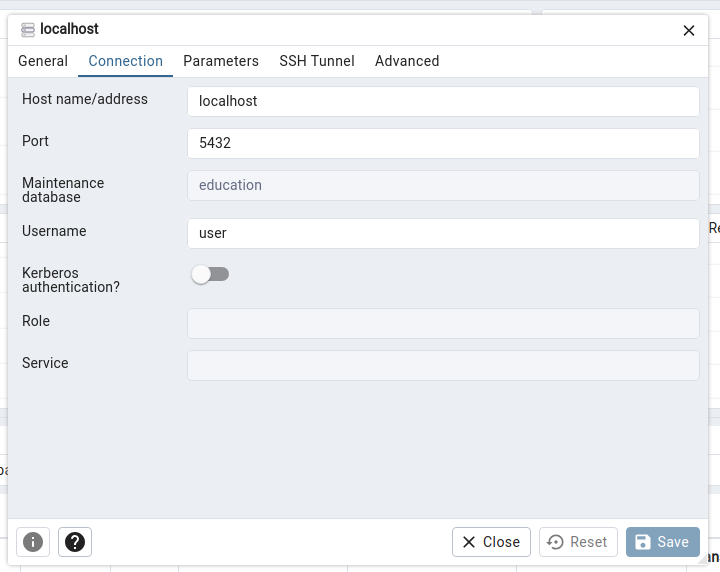 localhost
General Connection Parameters SSH Tunnel Advanced
Host name/address localhost
Port 5432
Maintenance
database
education
Username user
Kerberos
authentication?
Role
Service
Close Reset Save